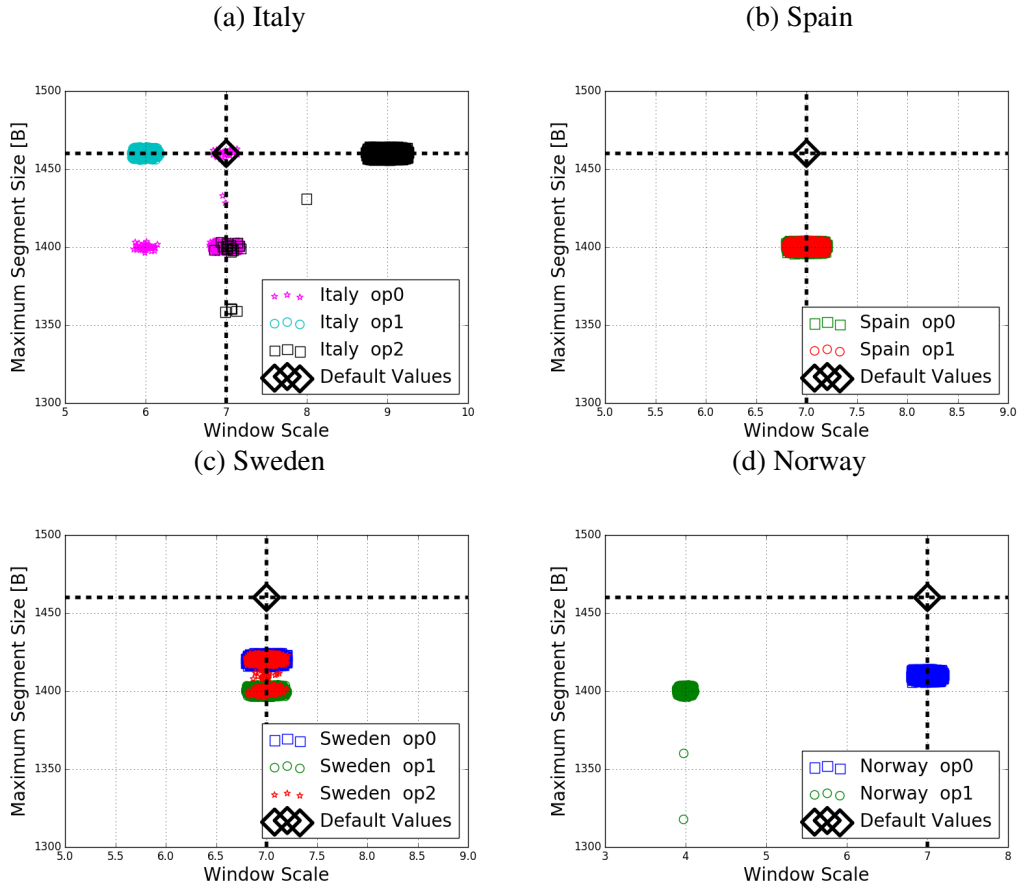 (a) Italy
(b) Spain
1500
1450
1400
1350
1300
Maximum Segment Size [B]
5 6 7 8 9 10
Window Scale
Italy op0
Italy op1
Italy op2
Default Values
1500
1450
1400
1350
1300
Maximum Segment Size [B]
5.0 5.5 6.0 6.5 7.0 7.5 8.0 8.5 9.0
Window Scale
Spain op0
Spain op1
Default Values
(c) Sweden
(d) Norway
1500
1450
1400
1350
1300
Maximum Segment Size [B]
5.0 5.5 6.0 6.5 7.0 7.5 8.0 8.5 9.0
Window Scale
Sweden op0
Sweden op1
Sweden op2
Default Values
1500
1450
1400
1350
1300
Maximum Segment Size [B]
3 4 5 6 7 8
Window Scale
Norway op0
Norway op1
Default Values